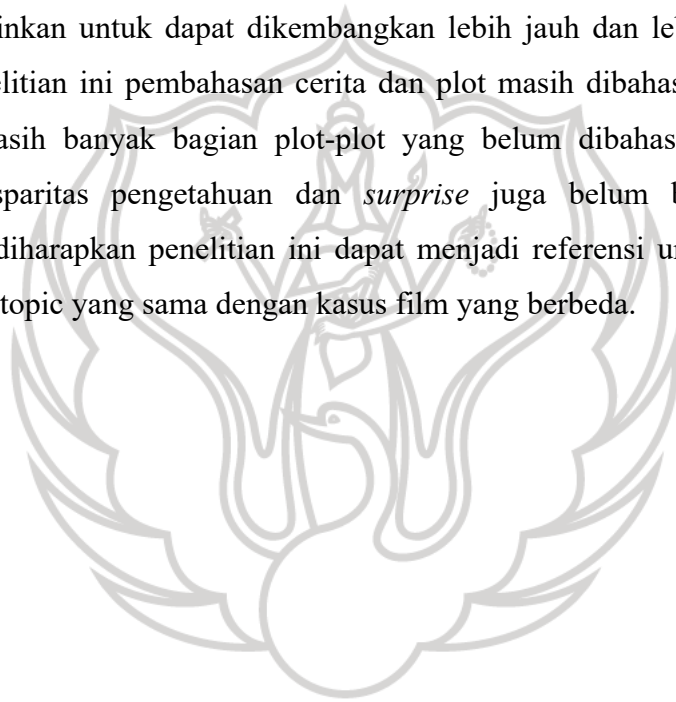 inkan untuk dapat dikembangkan lebih jauh dan le
elitian ini pembahasan cerita dan plot masih dibahas
asih banyak bagian plot-plot yang belum dibahas
sparitas pengetahuan dan surprise juga belum b
diharapkan penelitian ini dapat menjadi referensi u
topic yang sama dengan kasus film yang berbeda.